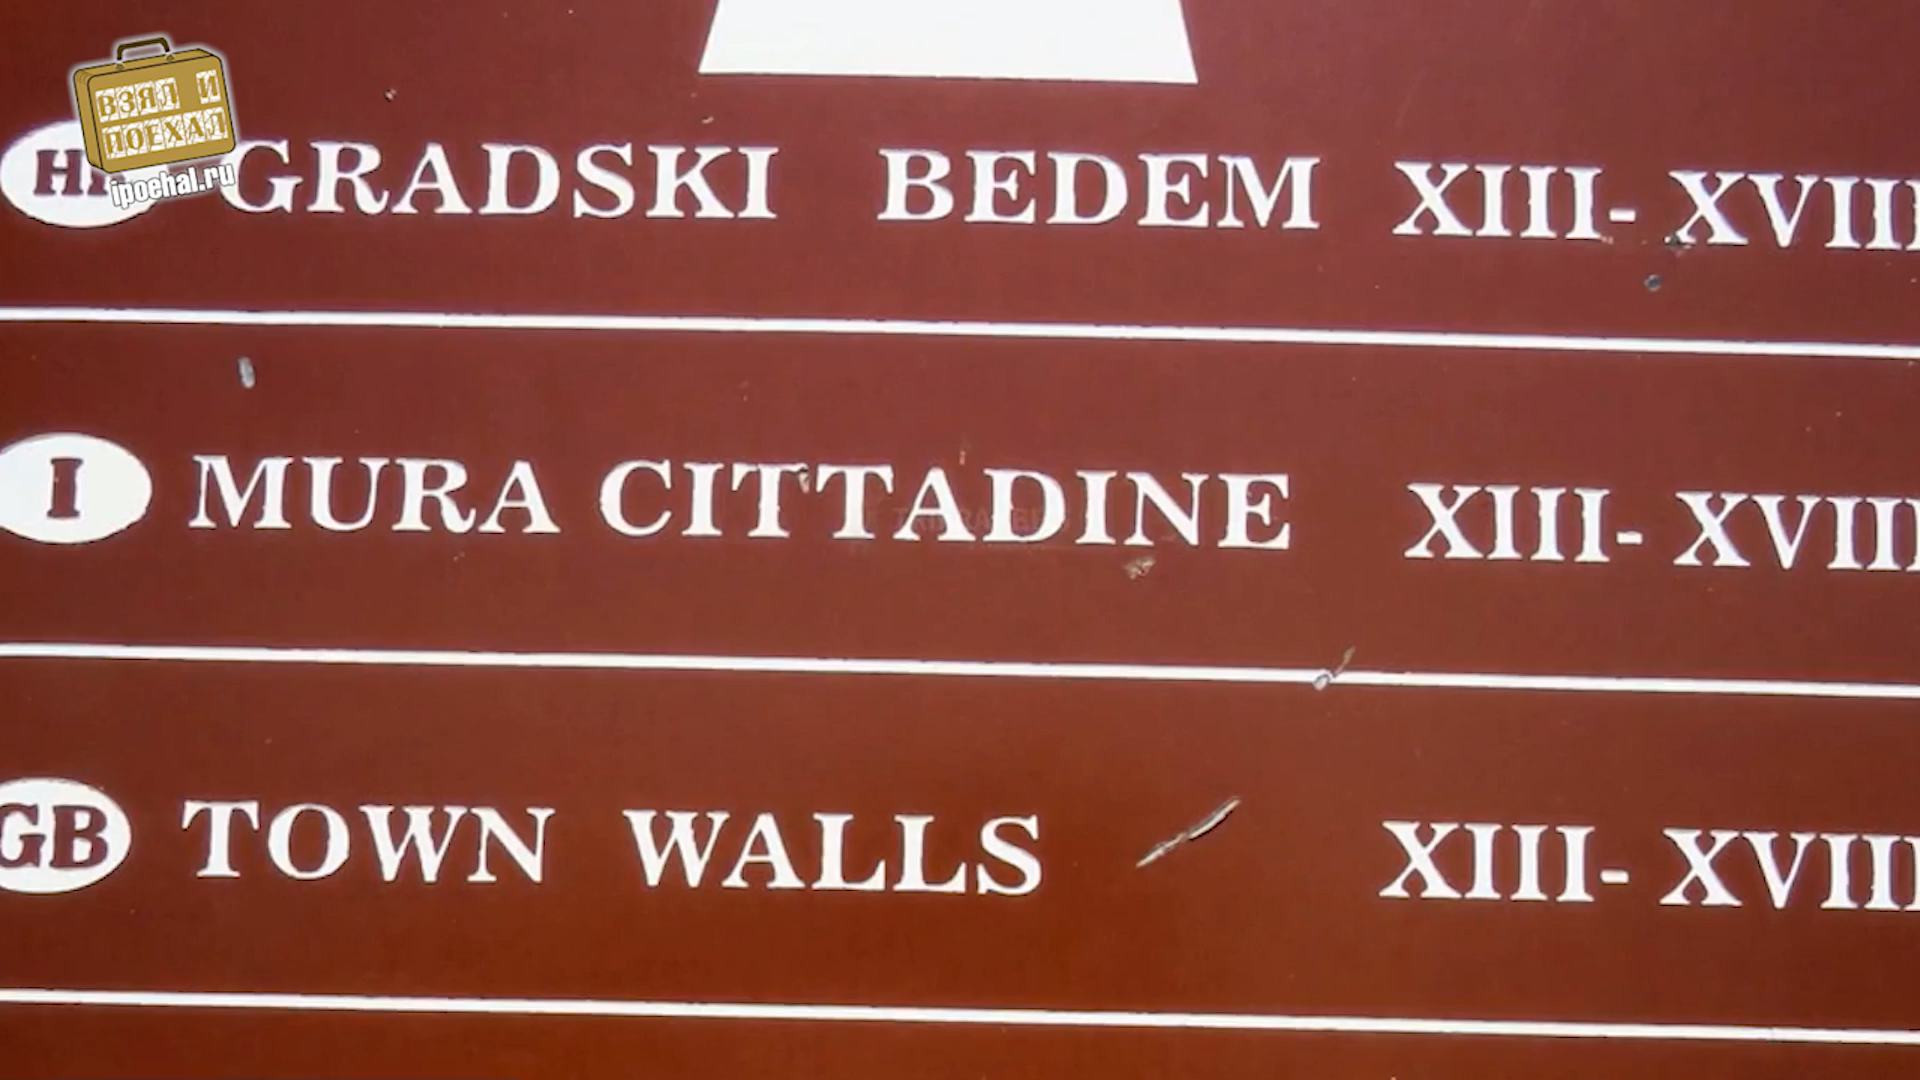 ВЗЯЛ И
ПОЕХАЛ
ipoehal.ru
GRADSKI BEDEM XIII- XVIII
I MURA CITTADINE XIII- XVIII
GB TOWN WALLS XIII- XVIII